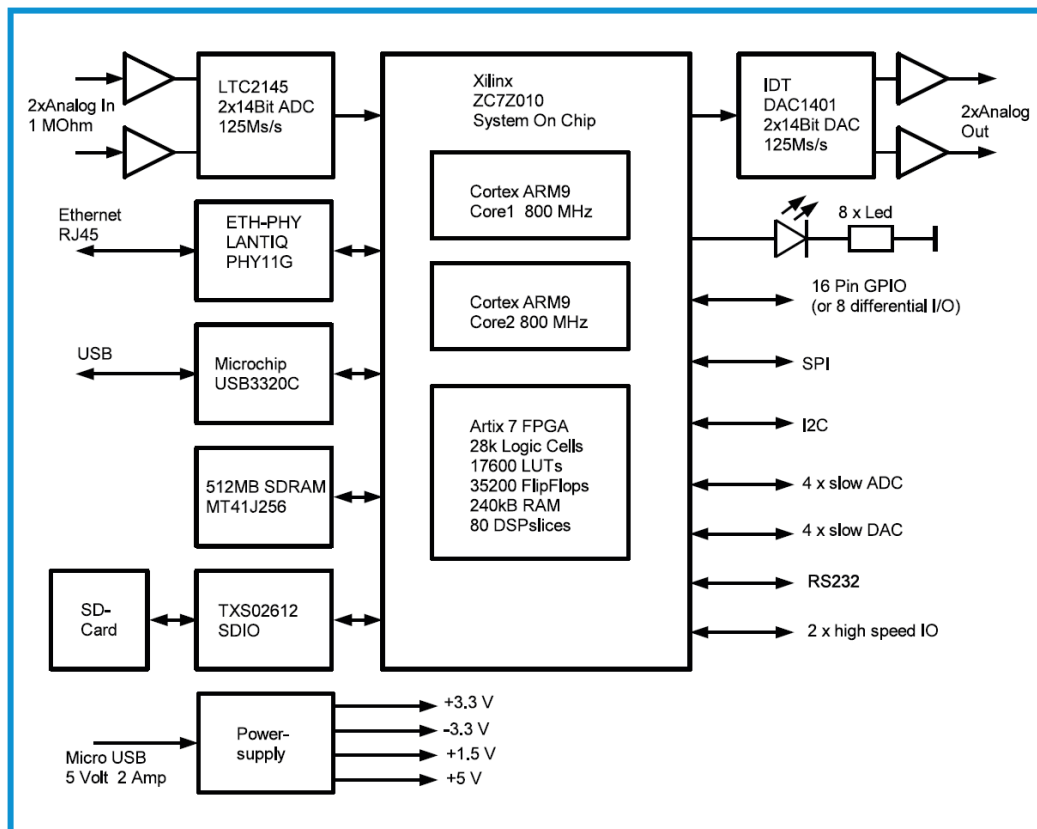 2xAnalog In
1 MOhm
LTC2145
2x14Bit ADC
125Ms/s
Xilinx
ZC7Z010
System On Chip
IDT
DAC1401
2x14Bit DAC
125Ms/s
2xAnalog
Out
Cortex ARM9
Core1 800 MHz
Cortex ARM9
Core2 800 MHz
Artix 7 FPGA
28k Logic Cells
17600 LUTs
35200 FlipFlops
240kB RAM
80 DSPslices
Ethernet
RJ45
ETH-PHY
LANTIQ
PHY11G
USB
Microchip
USB3320C
512MB SDRAM
MT41J256
SD-
Card
TXS02612
SDIO
8 x Led
16 Pin GPIO
(or 8 differential I/O)
SPI
I2C
4 x slow ADC
4 x slow DAC
RS232
2 x high speed IO
Micro USB
5 Volt 2 Amp
Power-
supply
+3.3 V
-3.3 V
+1.5 V
+5 V